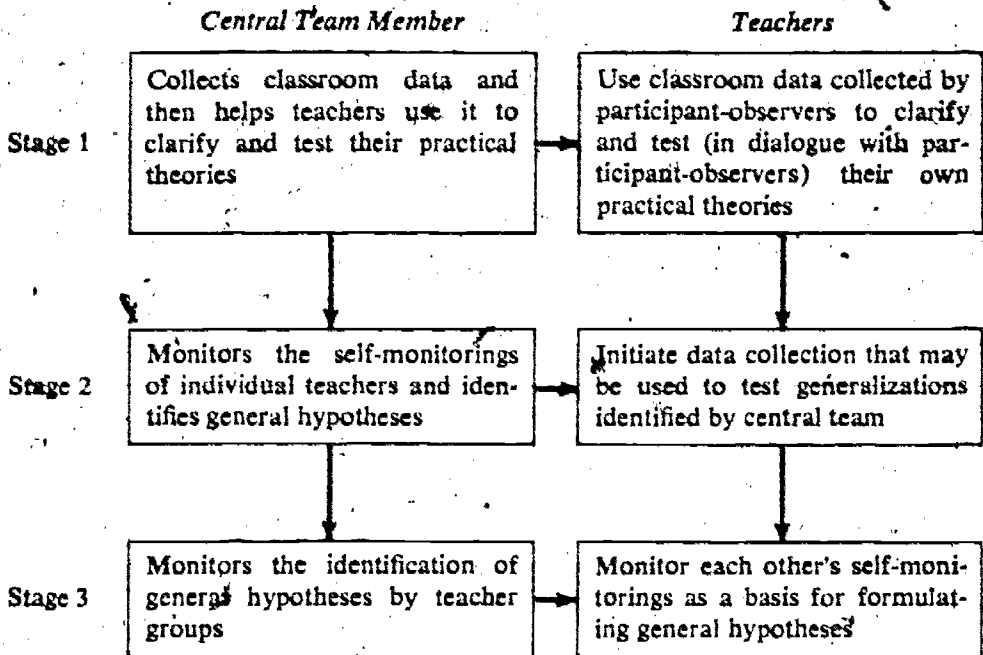 Central Team Member
Teachers
Stage 1
Collects classroom data and
then helps teachers use it to
clarify and test their practical
theories
Use classroom data collected by
participant-observers to clarify
and test (in dialogue with par-
ticipant-observers) their own
practical theories
Stage 2
Monitors the self-monitorings
of individual teachers and iden-
tifies general hypotheses
Initiate data collection that may
be used to test generalizations
identified by central team
Stage 3
Monitors the identification of
general hypotheses by teacher
groups
Monitor each other's self-moni-
torings as a basis for formulat-
ing general hypotheses